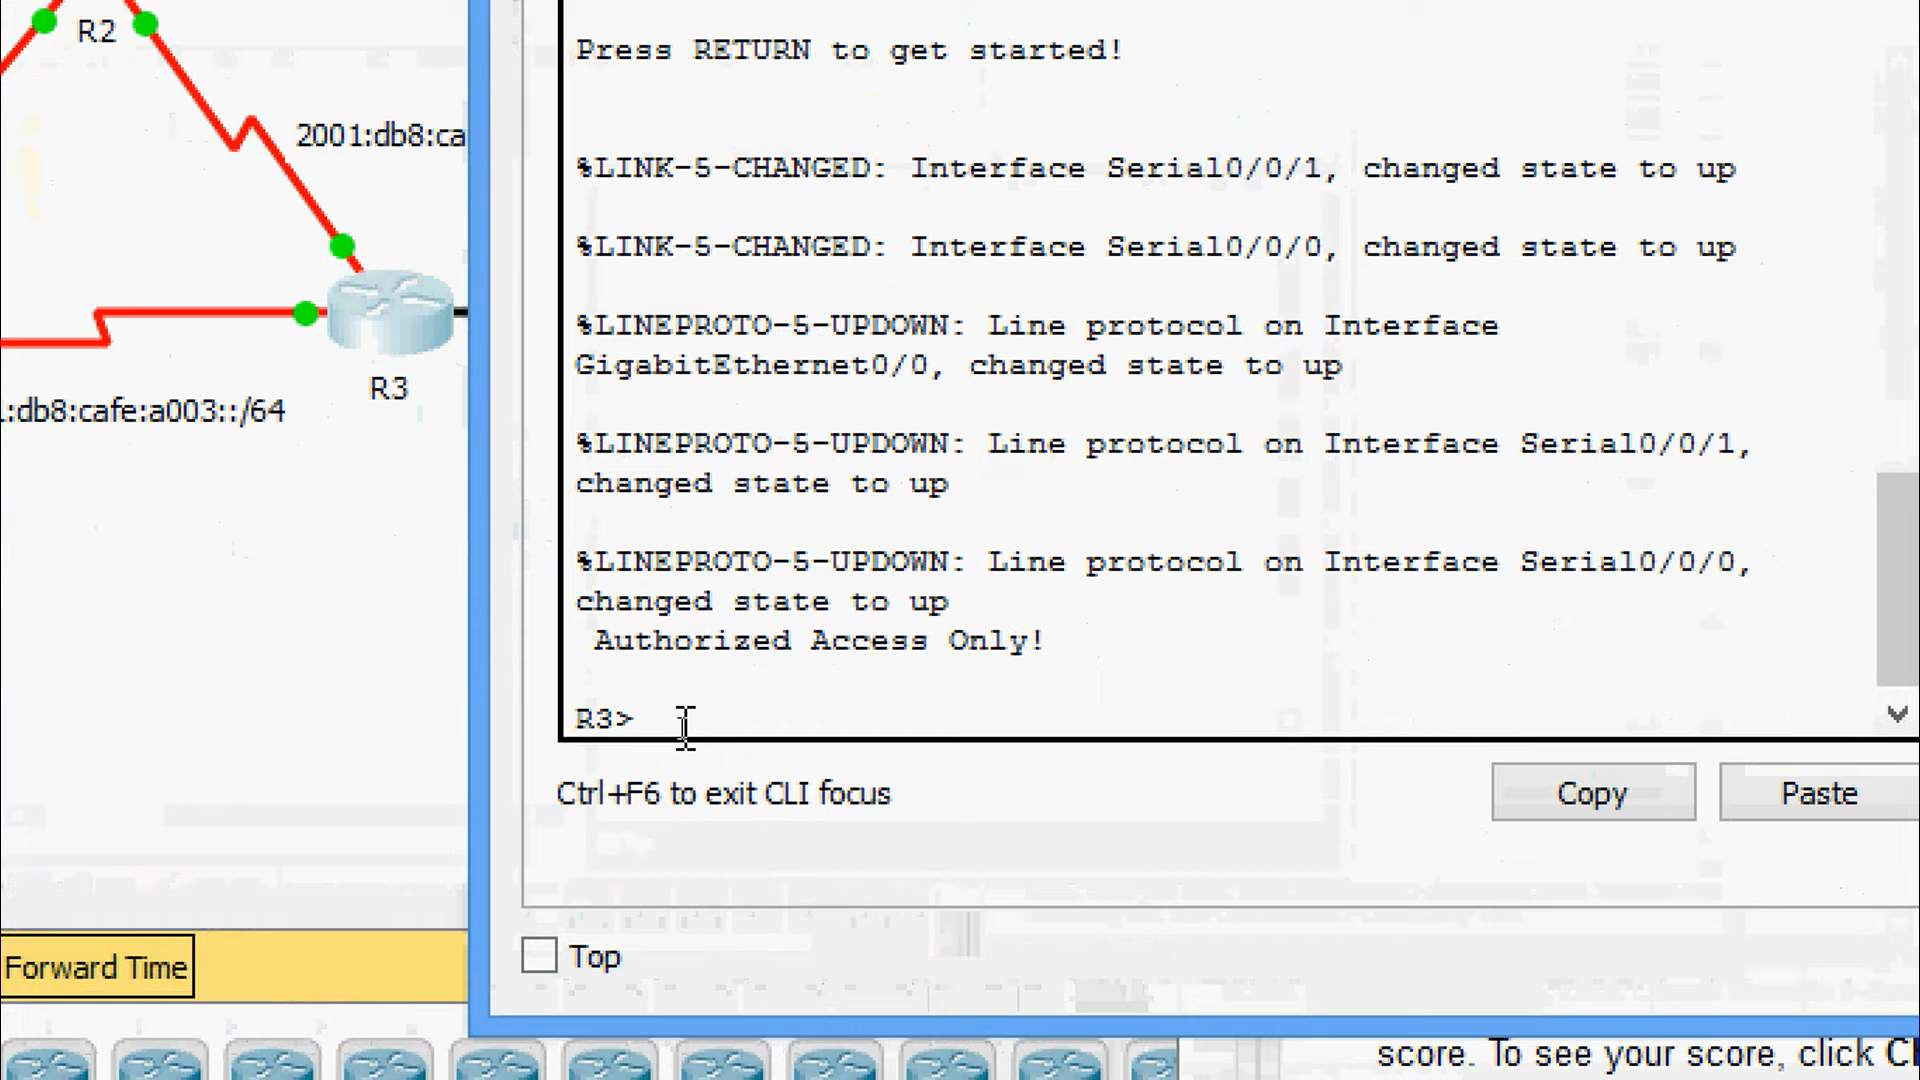 R2
2001:db8:ca
R3
:db8:cafe:a003::/64
Press RETURN to get started!
%LINK-5-CHANGED: Interface Serial0/0/1, changed state to up
%LINK-5-CHANGED: Interface Serial0/0/0, changed state to up
%LINEPROTO-5-UPDOWN: Line protocol on Interface
GigabitEthernet0/0, changed state to up
%LINEPROTO-5-UPDOWN: Line protocol on Interface Serial0/0/1,
changed state to up
%LINEPROTO-5-UPDOWN: Line protocol on Interface Serial0/0/0,
changed state to up
Authorized Access Only!
R3>
Ctrl+F6 to exit CLI focus
Copy
Paste
Top
Forward Time
score. To see your score, click